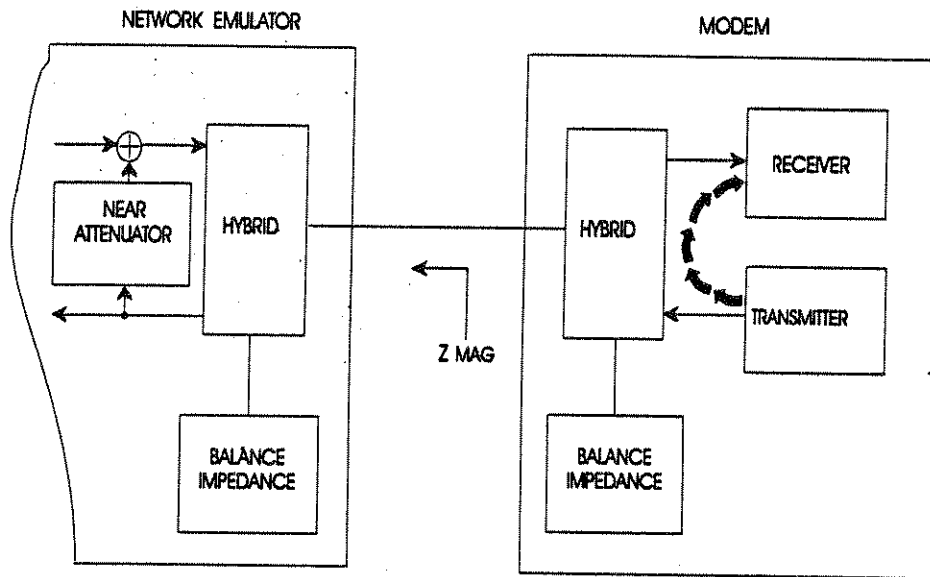 NETWORK EMULATOR
MODEM
NEAR
ATTENUATOR
HYBRID
HYBRID
RECEIVER
TRANSMITTER
Z MAG
BALANCE
IMPEDANCE
BALANCE
IMPEDANCE